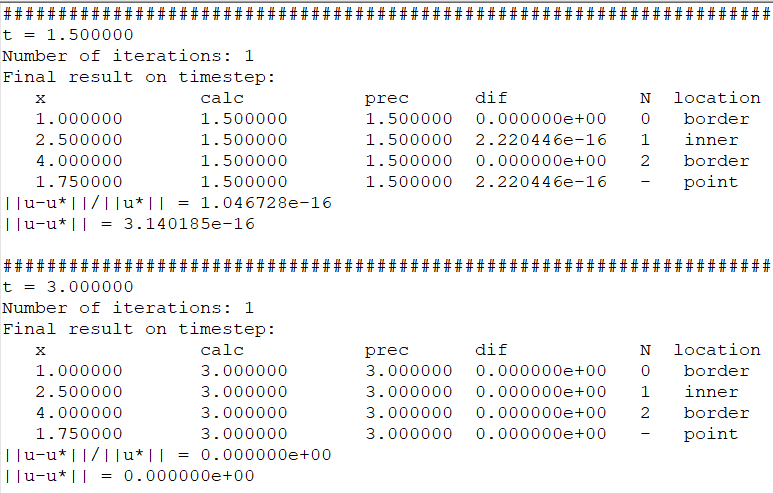 #######################################################################
t = 1.500000
Number of iterations: 1
Final result on timestep:
x calc prec dif N location
1.000000 1.500000 1.500000 0.000000e+00 0 border
2.500000 1.500000 1.500000 2.220446e-16 1 inner
4.000000 1.500000 1.500000 0.000000e+00 2 border
1.750000 1.500000 1.500000 2.220446e-16 - point
||u-u*||/||u*|| = 1.046728e-16
||u-u*|| = 3.140185e-16
#######################################################################
t = 3.000000
Number of iterations: 1
Final result on timestep:
x calc prec dif N location
1.000000 3.000000 3.000000 0.000000e+00 0 border
2.500000 3.000000 3.000000 0.000000e+00 1 inner
4.000000 3.000000 3.000000 0.000000e+00 2 border
1.750000 3.000000 3.000000 0.000000e+00 - point
||u-u*||/||u*|| = 0.000000e+00
||u-u*|| = 0.000000e+00